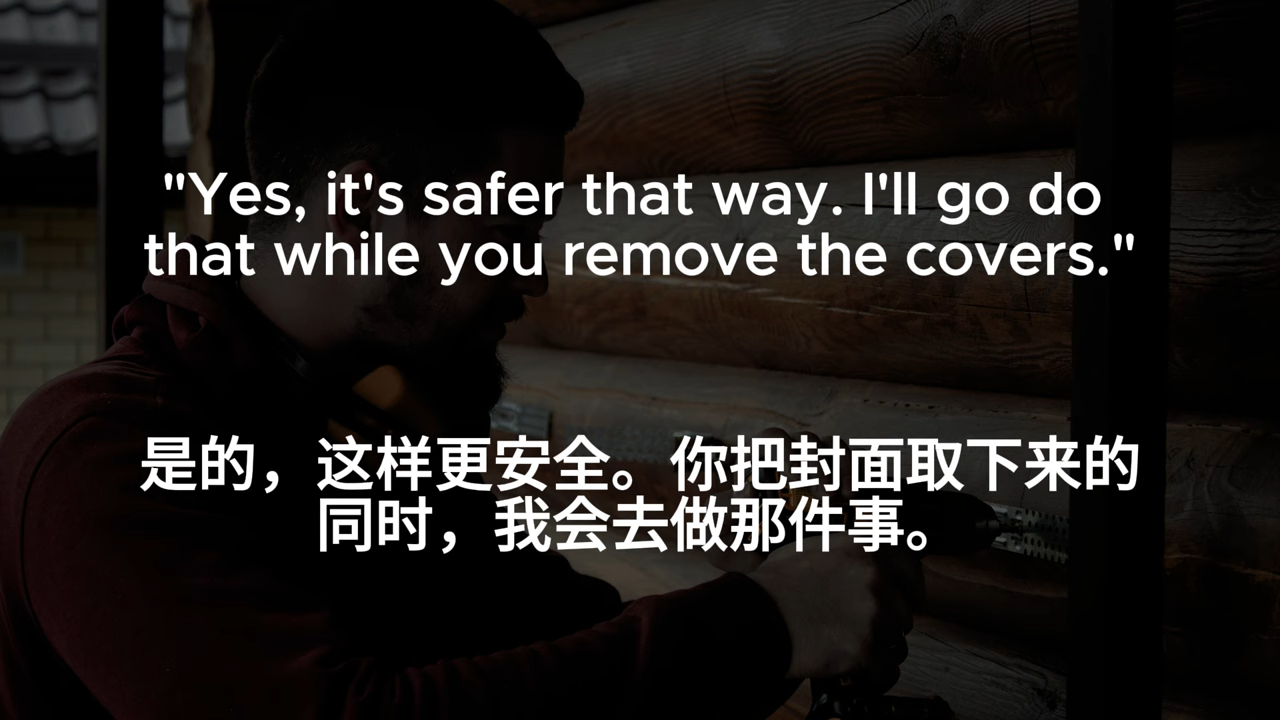 "Yes, it's safer that way. I'll go do
that while you remove the covers."
是的，这样更安全。你把封面取下来的
同时，我会去做那件事。